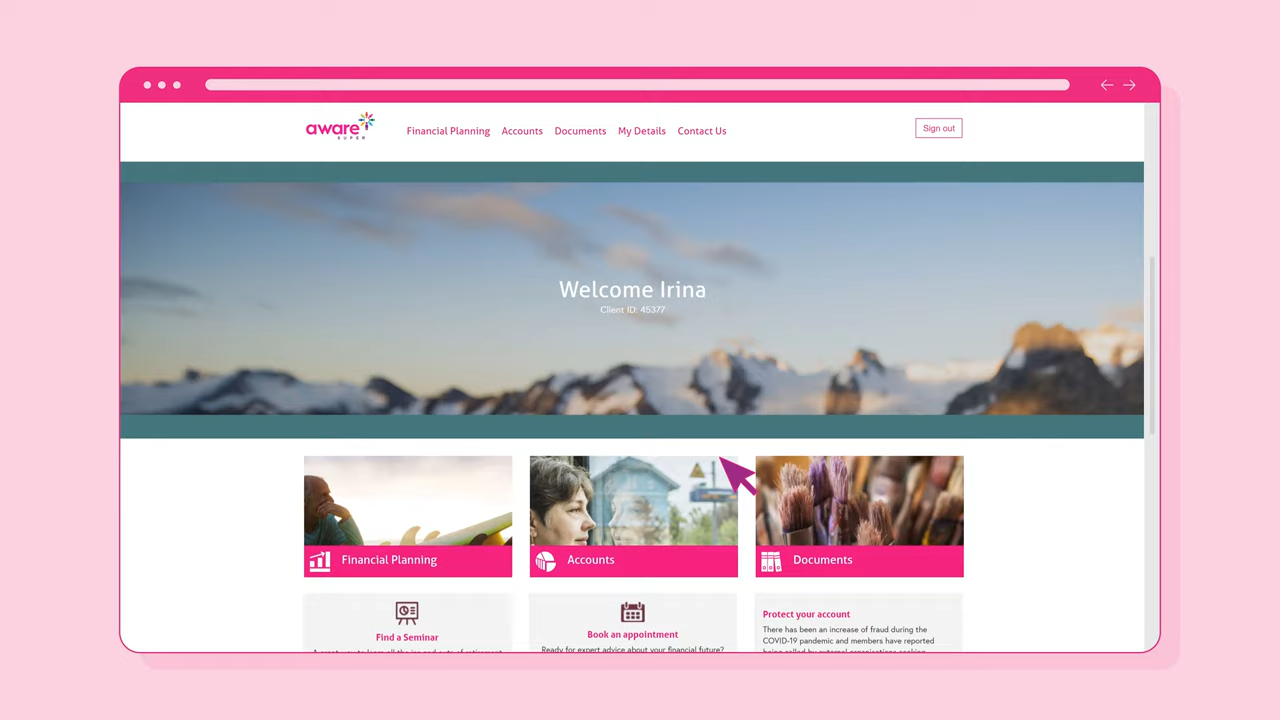 aware
SUPER
Financial Planning Accounts Documents My Details Contact Us
Sign out
Welcome Irina
Client ID: 45377
Financial Planning
Accounts
Documents
Find a Seminar
Book an appointment
Ready for expert advice about your financial future?
Protect your account
There has been an increase of fraud during the
COVID-19 pandemic and members have reported